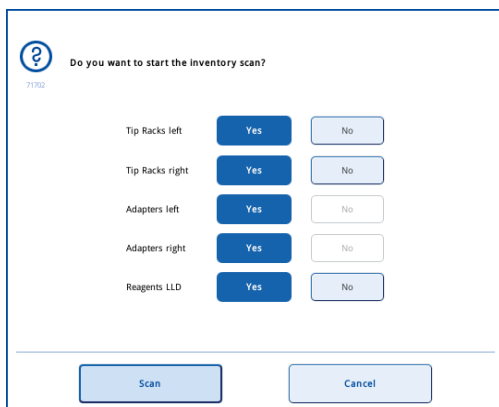 Do you want to start the inventory scan?
71702
Tip Racks left Yes No
Tip Racks right Yes No
Adapters left Yes No
Adapters right Yes No
Reagents LLD Yes No
Scan Cancel